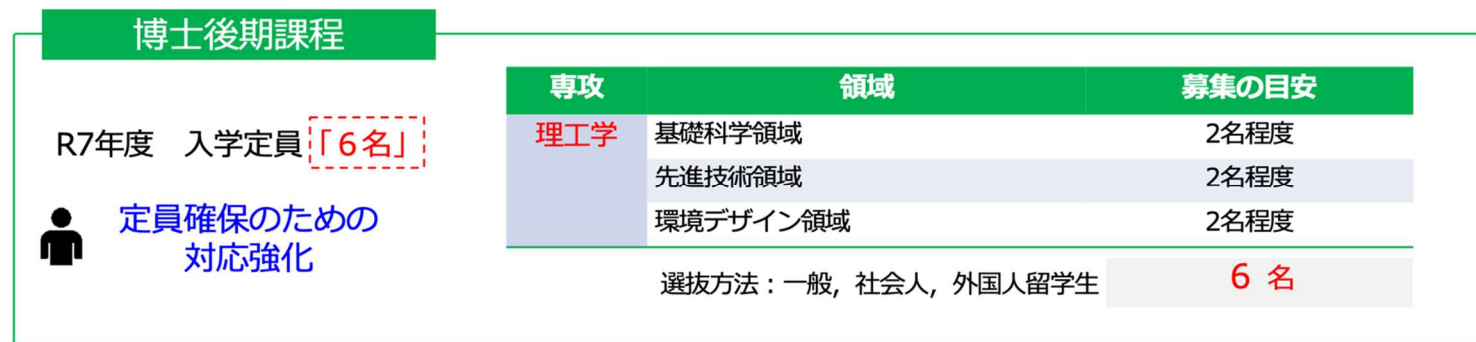 博士後期課程
R7年度　入学定員「6名」
定員確保のための
対応強化
専攻 領域 募集の目安
理工学 基礎科学領域 2名程度
先進技術領域 2名程度
環境デザイン領域 2名程度
選抜方法：一般，社会人，外国人留学生 6 名